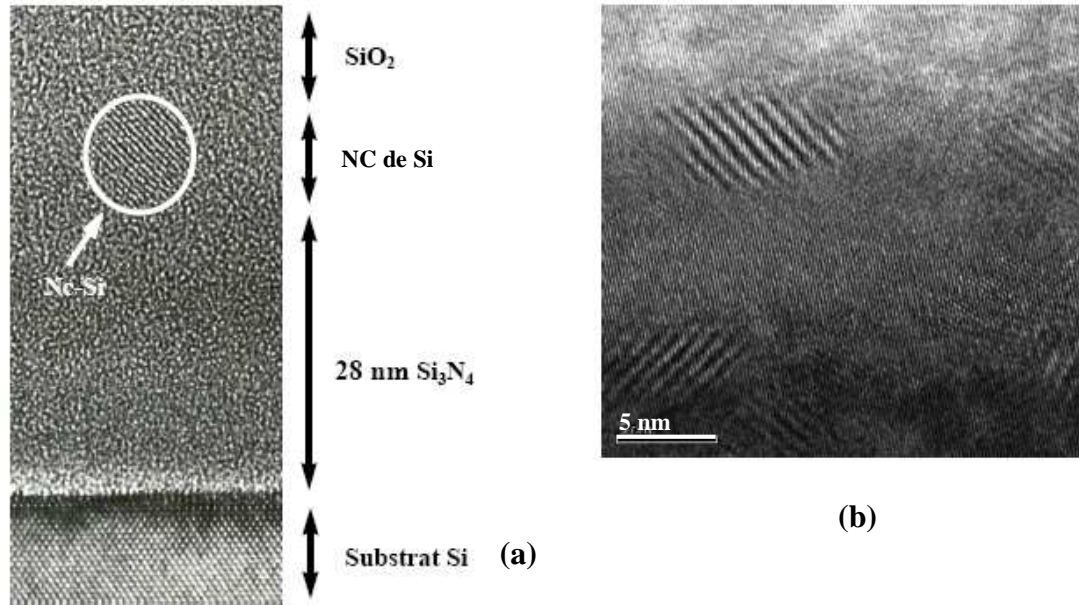 SiO₂
NC de Si
Nc-Si
28 nm Si₃N₄
Substrat Si
(a)
5 nm
(b)